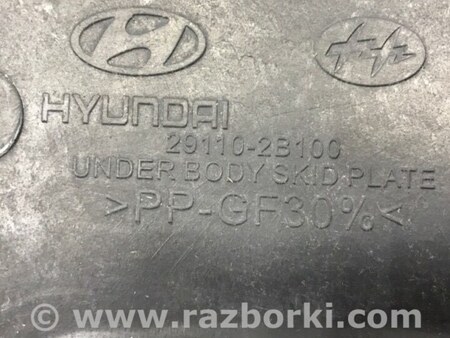 HYUNDAI
29110-2B100
UNDER BODY SKID PLATE
>PP-GF30%<
© www.razborki.com